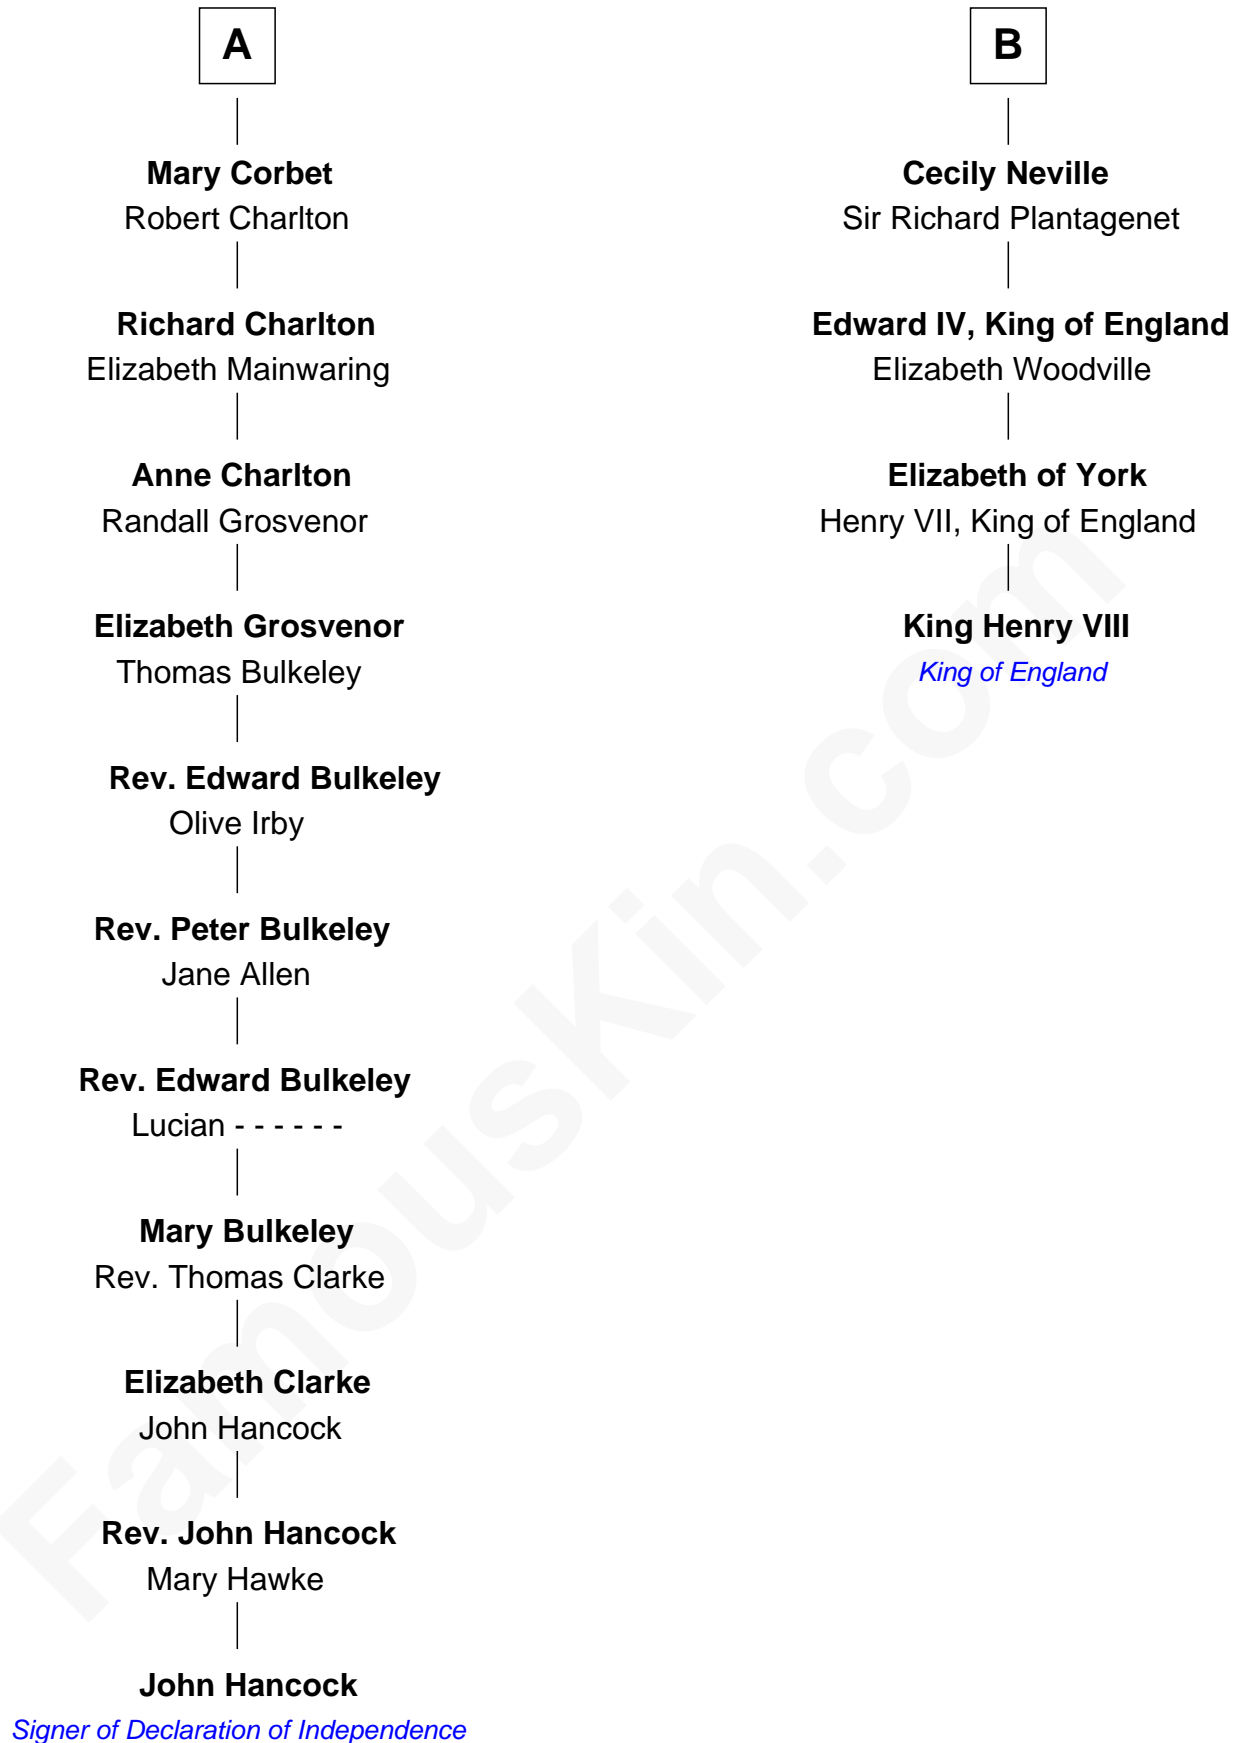 A
Mary Corbet
Robert Charlton
Richard Charlton
Elizabeth Mainwaring
Anne Charlton
Randall Grosvenor
Elizabeth Grosvenor
Thomas Bulkeley
Rev. Edward Bulkeley
Olive Irby
Rev. Peter Bulkeley
Jane Allen
Rev. Edward Bulkeley
Lucian - - - - - -
Mary Bulkeley
Rev. Thomas Clarke
Elizabeth Clarke
John Hancock
Rev. John Hancock
Mary Hawke
John Hancock
Signer of Declaration of Independence
B
Cecily Neville
Sir Richard Plantagenet
Edward IV, King of England
Elizabeth Woodville
Elizabeth of York
Henry VII, King of England
King Henry VIII
King of England
FamousKin.com